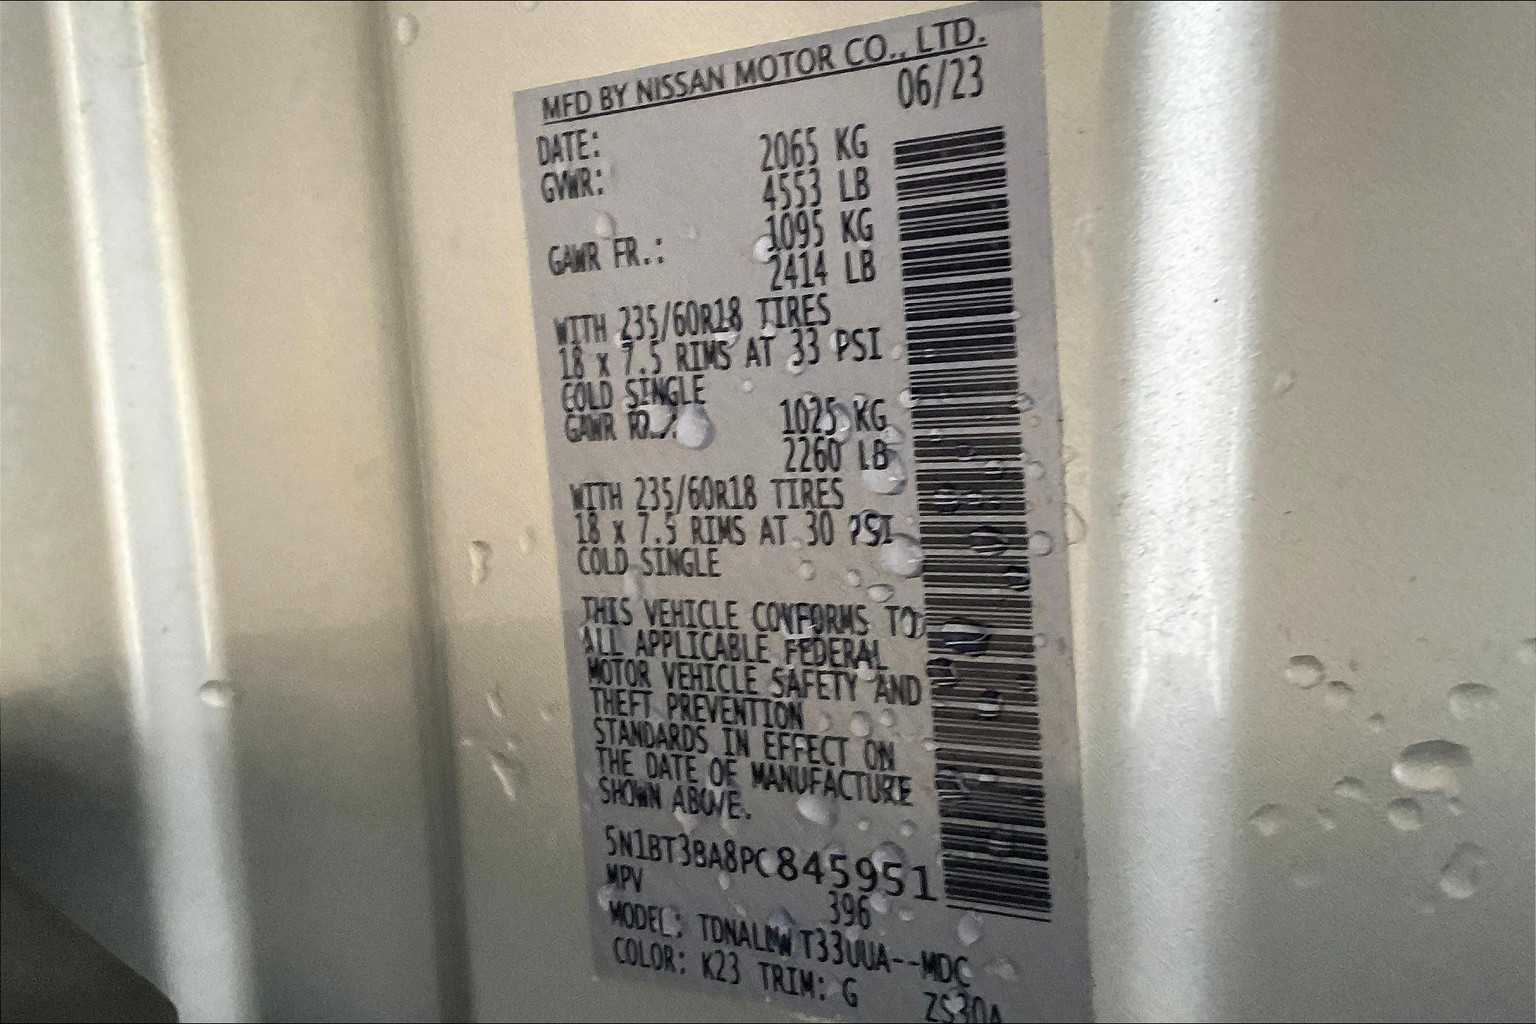 MFD BY NISSAN MOTOR CO., LTD.
DATE: 06/23
GVWR: 2065 KG
4553 LB
GAWR FR.: 1095 KG
2414 LB
WITH 235/60R18 TIRES
18 x 7.5 RIMS AT 33 PSI
COLD SINGLE
GAWR RR.: 1025 KG
2260 LB
WITH 235/60R18 TIRES
18 x 7.5 RIMS AT 30 PSI
COLD SINGLE
THIS VEHICLE CONFORMS TO
ALL APPLICABLE FEDERAL
MOTOR VEHICLE SAFETY AND
THEFT PREVENTION
STANDARDS IN EFFECT ON
THE DATE OF MANUFACTURE
SHOWN ABOVE.
5N1BT3BA8PC845951
MPV 396
MODEL: T33UUA--MDC
COLOR: K23 TRIM: G